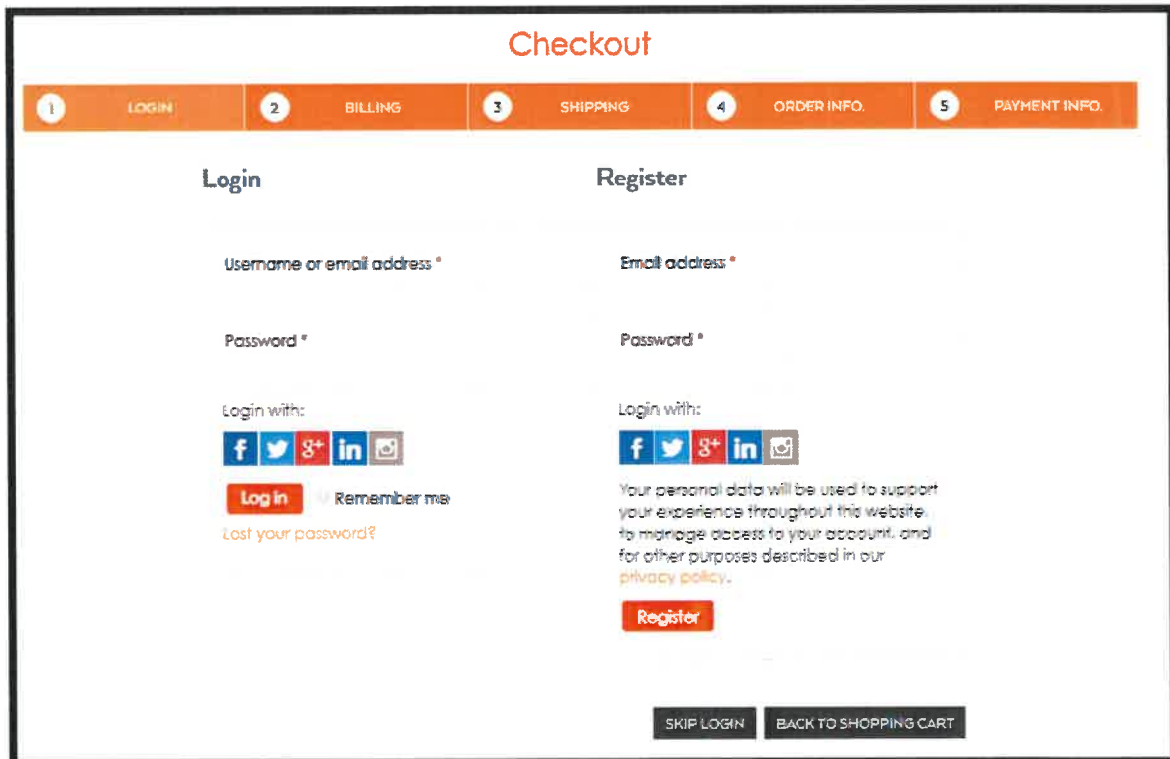 Checkout
1 LOGIN 2 BILLING 3 SHIPPING 4 ORDER INFO. 5 PAYMENT INFO.
Login
Username or email address *
Password *
Login with:
f g+ in
Log in Remember me
Lost your password?
Register
Email address *
Password *
Login with:
f g+ in
Your personal data will be used to support
your experience throughout this website,
to manage access to your account, and
for other purposes described in our
privacy policy.
Register
SKIP LOGIN BACK TO SHOPPING CART